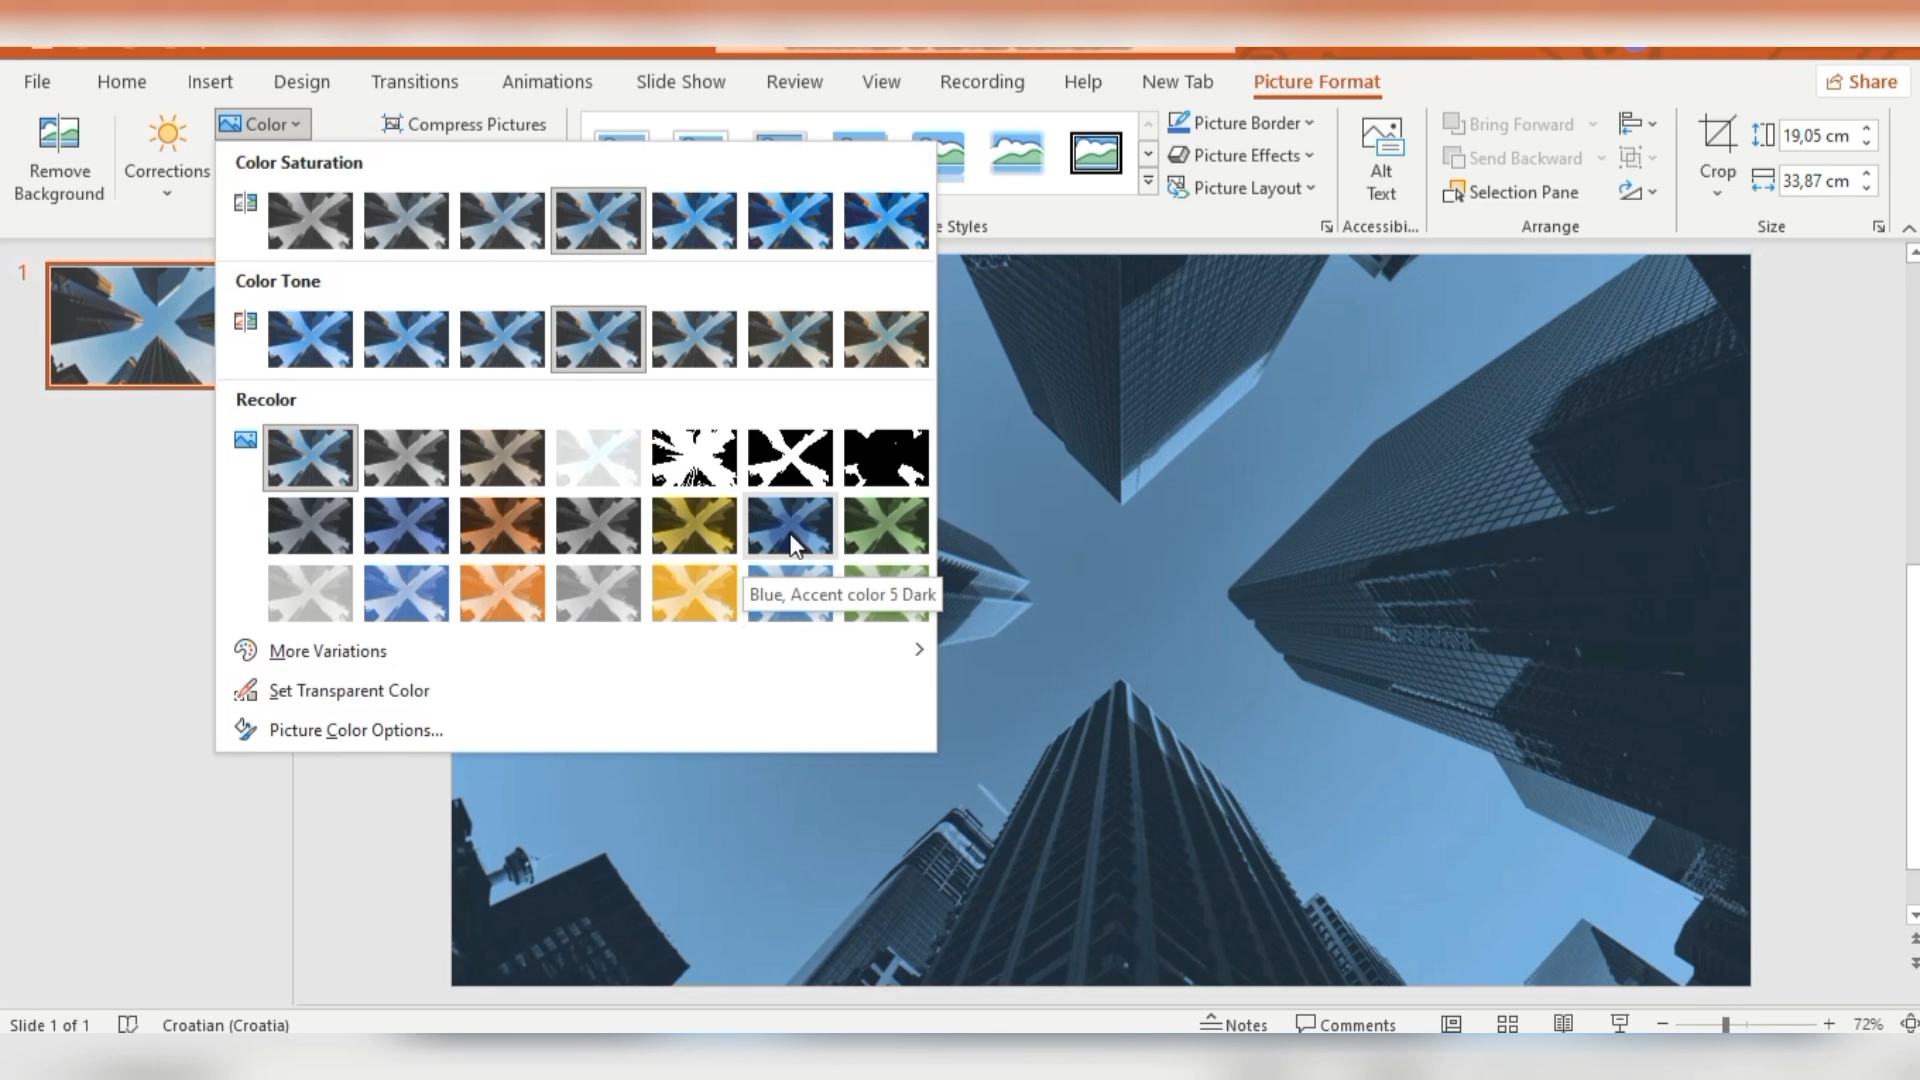 File Home Insert Design Transitions Animations Slide Show Review View Recording Help New Tab Picture Format Share
Remove Background
Corrections
Color
Compress Pictures
e Styles
Picture Border
Picture Effects
Picture Layout
Alt Text
Accessibi...
Bring Forward
Send Backward
Selection Pane
Arrange
Crop
19,05 cm
33,87 cm
Size
Color Saturation
Color Tone
Recolor
Blue, Accent color 5 Dark
More Variations
Set Transparent Color
Picture Color Options...
1
Slide 1 of 1 Croatian (Croatia) Notes Comments 72%